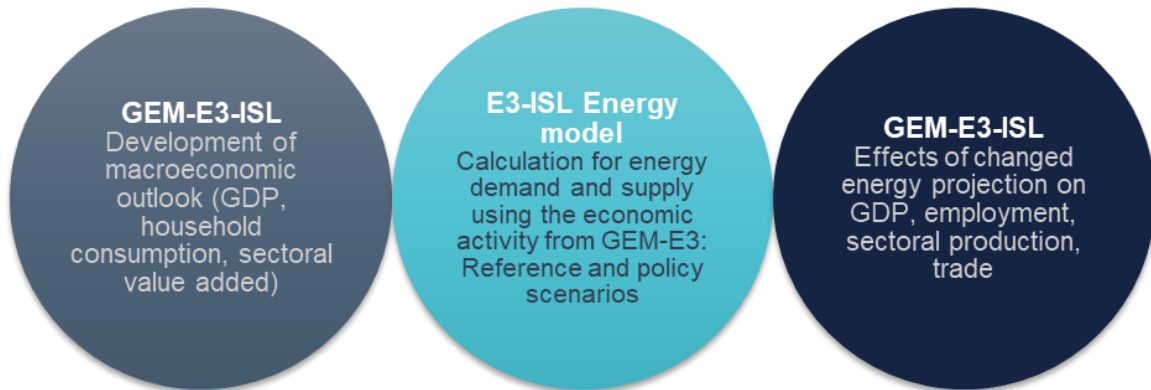 GEM-E3-ISL
Development of
macroeconomic
outlook (GDP,
household
consumption, sectoral
value added)
E3-ISL Energy
model
Calculation for energy
demand and supply
using the economic
activity from GEM-E3:
Reference and policy
scenarios
GEM-E3-ISL
Effects of changed
energy projection on
GDP, employment,
sectoral production,
trade